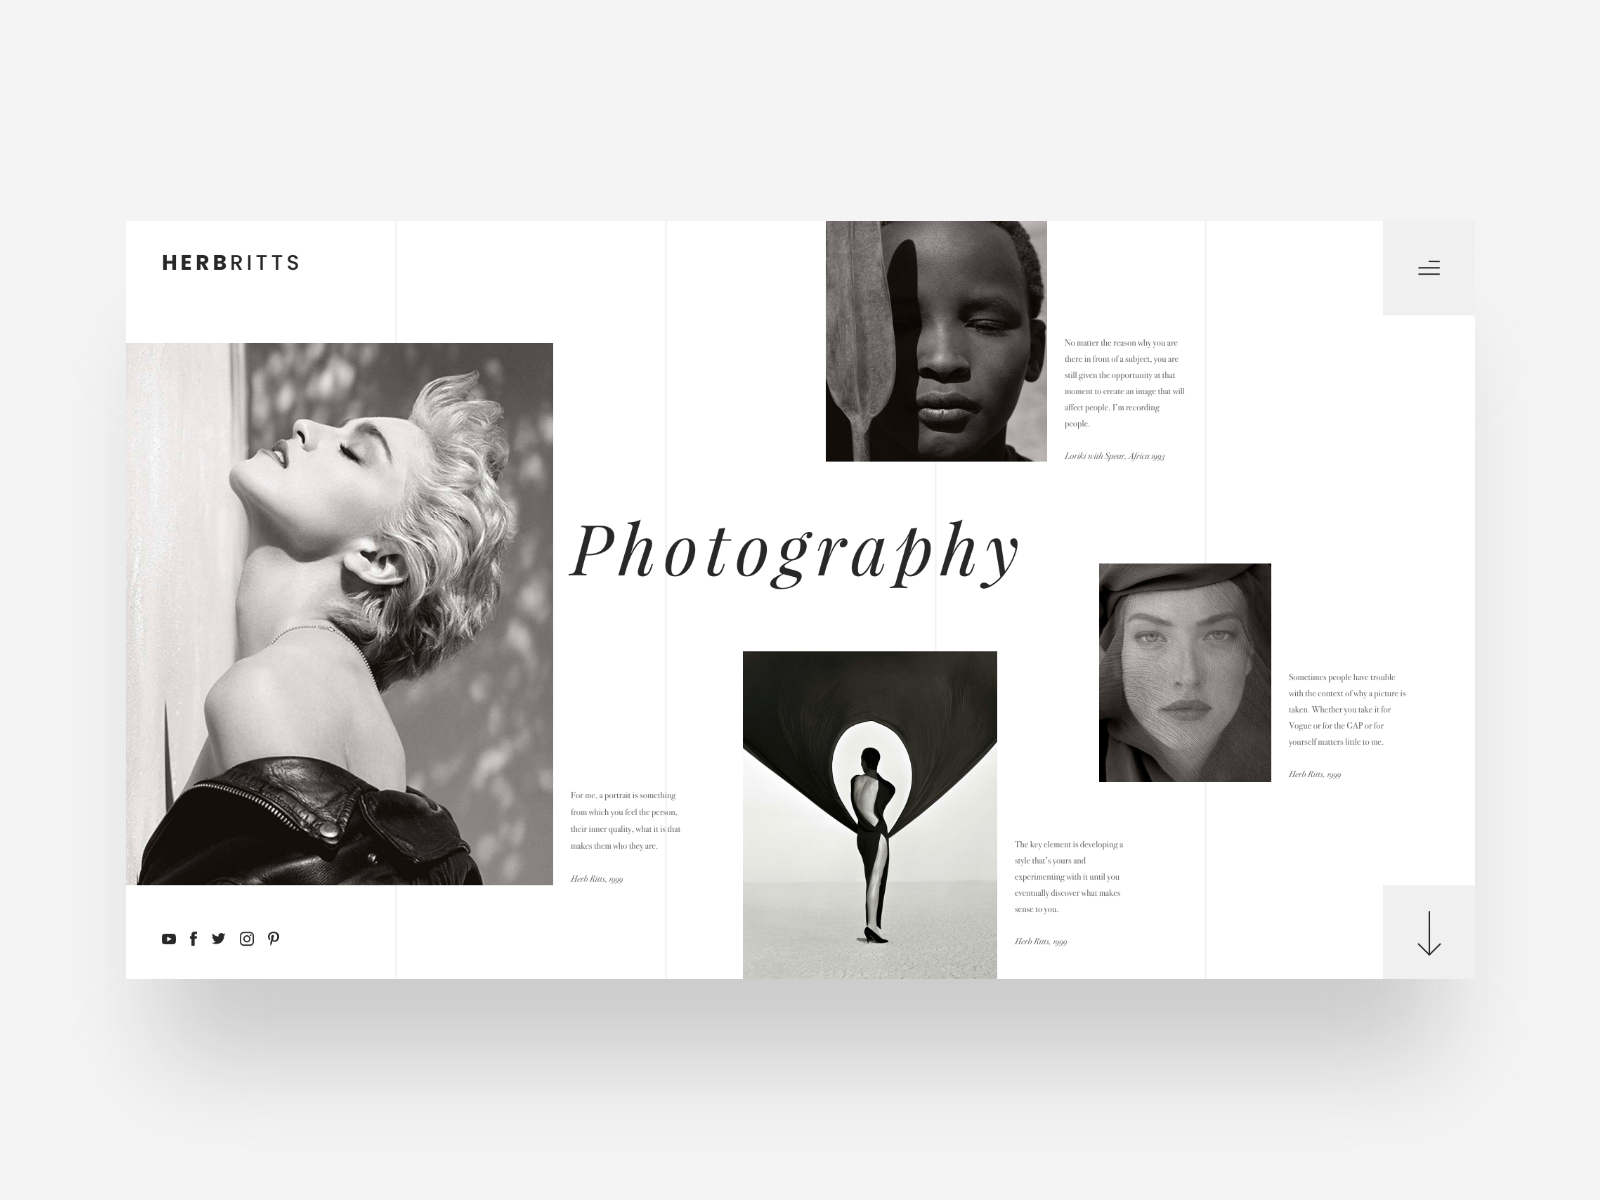 HERBRITTS
No matter the reason why you are
there in front of a subject, you are
still given the opportunity at that
moment to create an image that will
affect people. I'm recording
people.
Loriki with Spear, Africa 1993
Photography
Sometimes people have trouble
with the context of why a picture is
taken. Whether you take it for
Vogue or for the GAP or for
yourself matters little to me.
Herb Ritts, 1999
For me, a portrait is something
from which you feel the person,
their inner quality, what it is that
makes them who they are.
Herb Ritts, 1999
The key element is developing a
style that's yours and
experimenting with it until you
eventually discover what makes
sense to you.
Herb Ritts, 1999